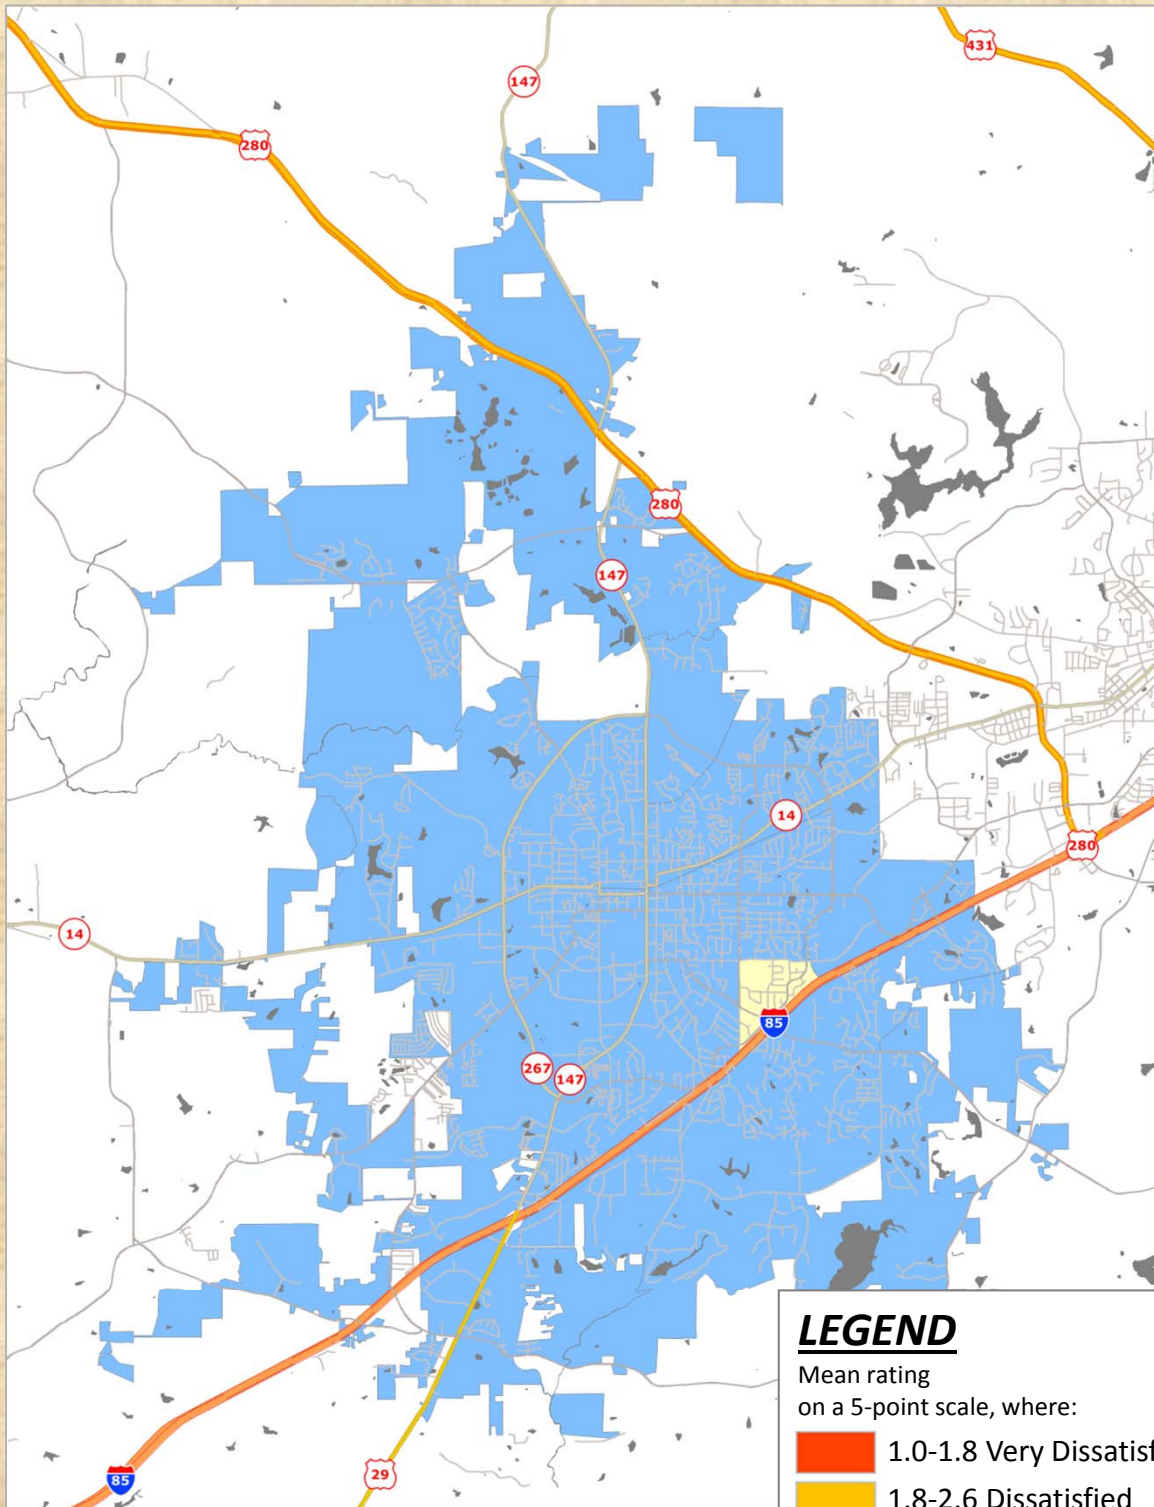 431
147
280
280
147
14
280
14
85
267
147
29
85
LEGEND
Mean rating
on a 5-point scale, where:
1.0-1.8 Very Dissatisf
1.8-2.6 Dissatisfied